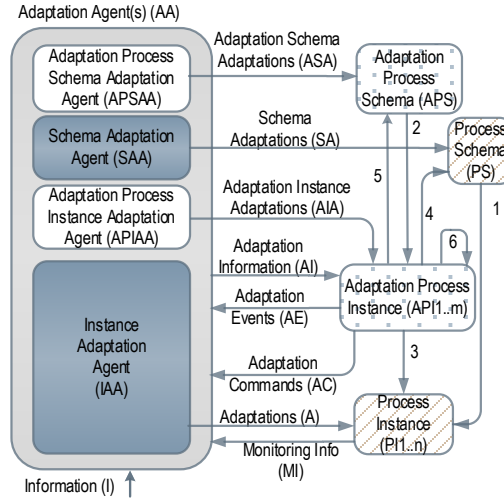 Adaptation Agent(s) (AA)
Adaptation Process
Schema Adaptation
Agent (APSAA)
Schema Adaptation
Agent (SAA)
Adaptation Process
Instance Adaptation
Agent (APIAA)
Instance
Adaptation
Agent
(IAA)
Information (I)
Adaptation Schema
Adaptations (ASA)
Schema
Adaptations (SA)
Adaptation Instance
Adaptations (AIA)
Adaptation
Information (AI)
Adaptation
Events (AE)
Adaptation
Commands (AC)
Adaptations (A)
Monitoring Info
(MI)
Adaptation
Process
Schema (APS)
Process
Schema
(PS)
2
1
5
4
6
Adaptation Process
Instance (API1..m)
3
Process
Instance
(PI1..n)